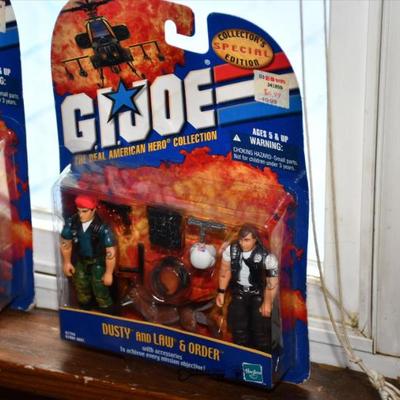 COLLECTOR'S
SPECIAL
EDITION
G.I. JOE
THE REAL AMERICAN HERO® COLLECTION
AGES 5 & UP
WARNING:
CHOKING HAZARD-Small parts.
Not for children under 3 years.
DUSTY AND LAW & ORDER
with accessories
To achieve every mission objective!
Hasbro